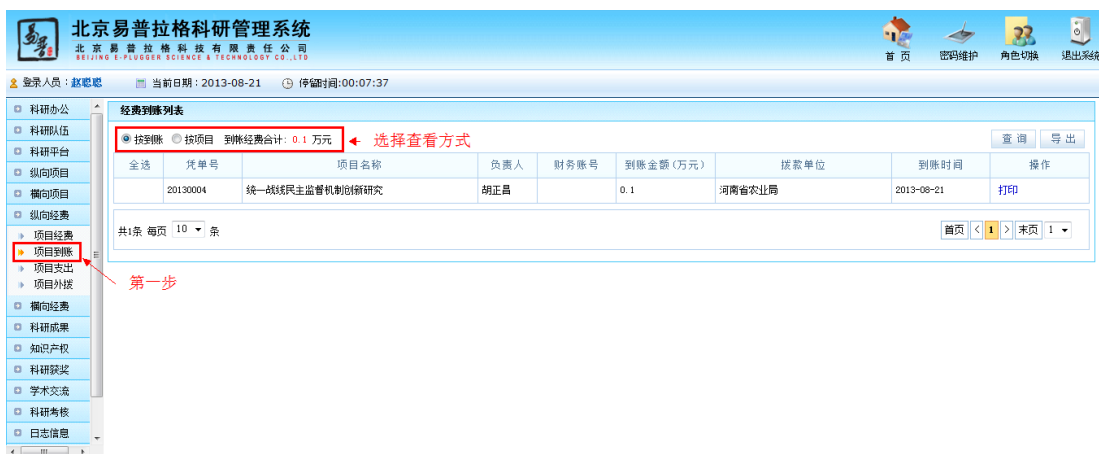 北京易普拉格科研管理系统
北京易普拉格科技有限责任公司
BEIJING E-PLUGGER SCIENCE & TECHNOLOGY CO.,LTD
首 页 密码维护 角色切换 退出系统
登录人员：赵聪聪 当前日期：2013-08-21 停留时间:00:07:37
科研办公
科研队伍
科研平台
纵向项目
横向项目
纵向经费
项目经费
项目到账
项目支出
项目外拨
横向经费
科研成果
知识产权
科研获奖
学术交流
科研考核
日志信息
第一步
经费到账列表
按到账 按项目 到帐经费合计: 0.1 万元 选择查看方式 查 询 导 出
全选 凭单号 项目名称 负责人 财务账号 到账金额(万元) 拨款单位 到账时间 操作
20130004 统一战线民主监督机制创新研究 胡正昌 0.1 河南省农业局 2013-08-21 打印
共1条 每页 10 条 首页 < 1 > 末页 1